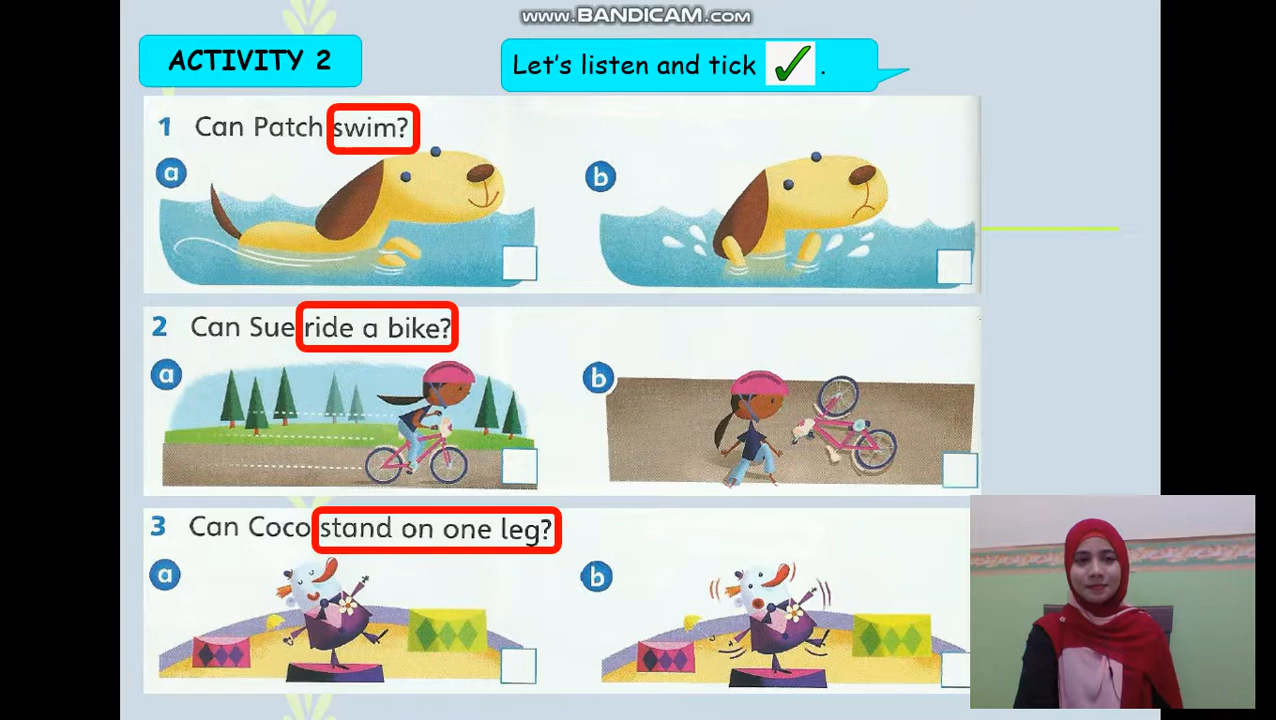 www.BANDICAM.com
ACTIVITY 2
Let's listen and tick .
1 Can Patch swim?
a
b
2 Can Sue ride a bike?
a
b
3 Can Coco stand on one leg?
a
b